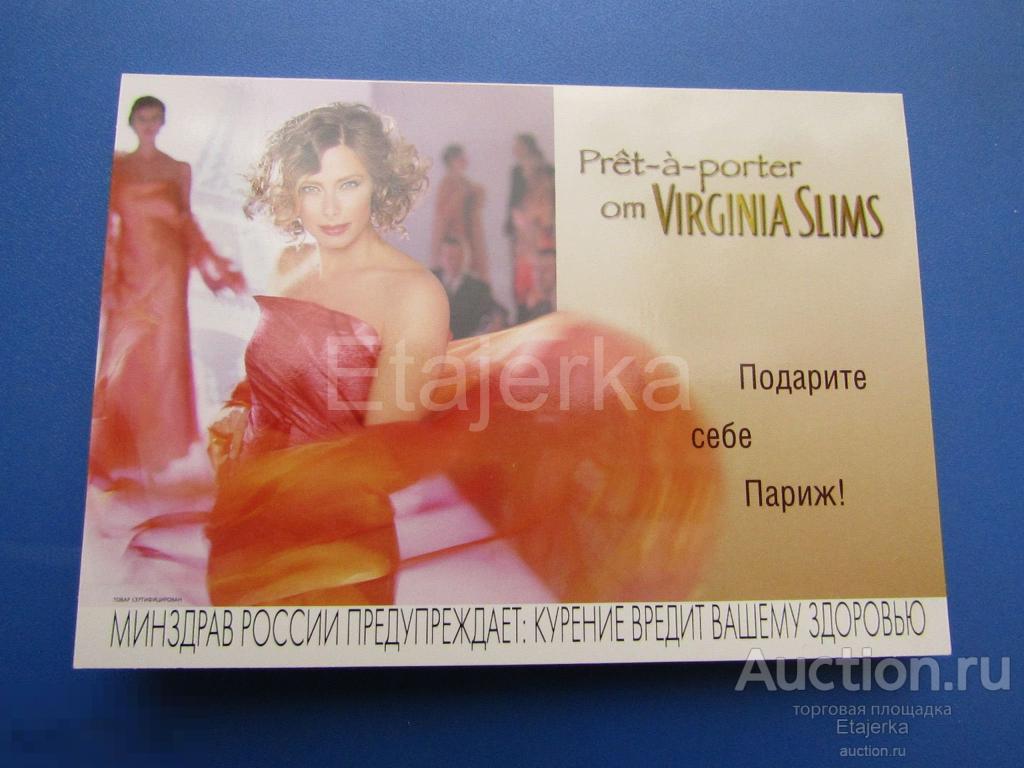 Prêt-à-porter
от VIRGINIA SLIMS
Etajerka
Подарите
себе
Париж!
ТОВАР СЕРТИФИЦИРОВАН
МИНЗДРАВ РОССИИ ПРЕДУПРЕЖДАЕТ: КУРЕНИЕ ВРЕДИТ ВАШЕМУ ЗДОРОВЬЮ
Auction.ru
торговая площадка
Etajerka
auction.ru